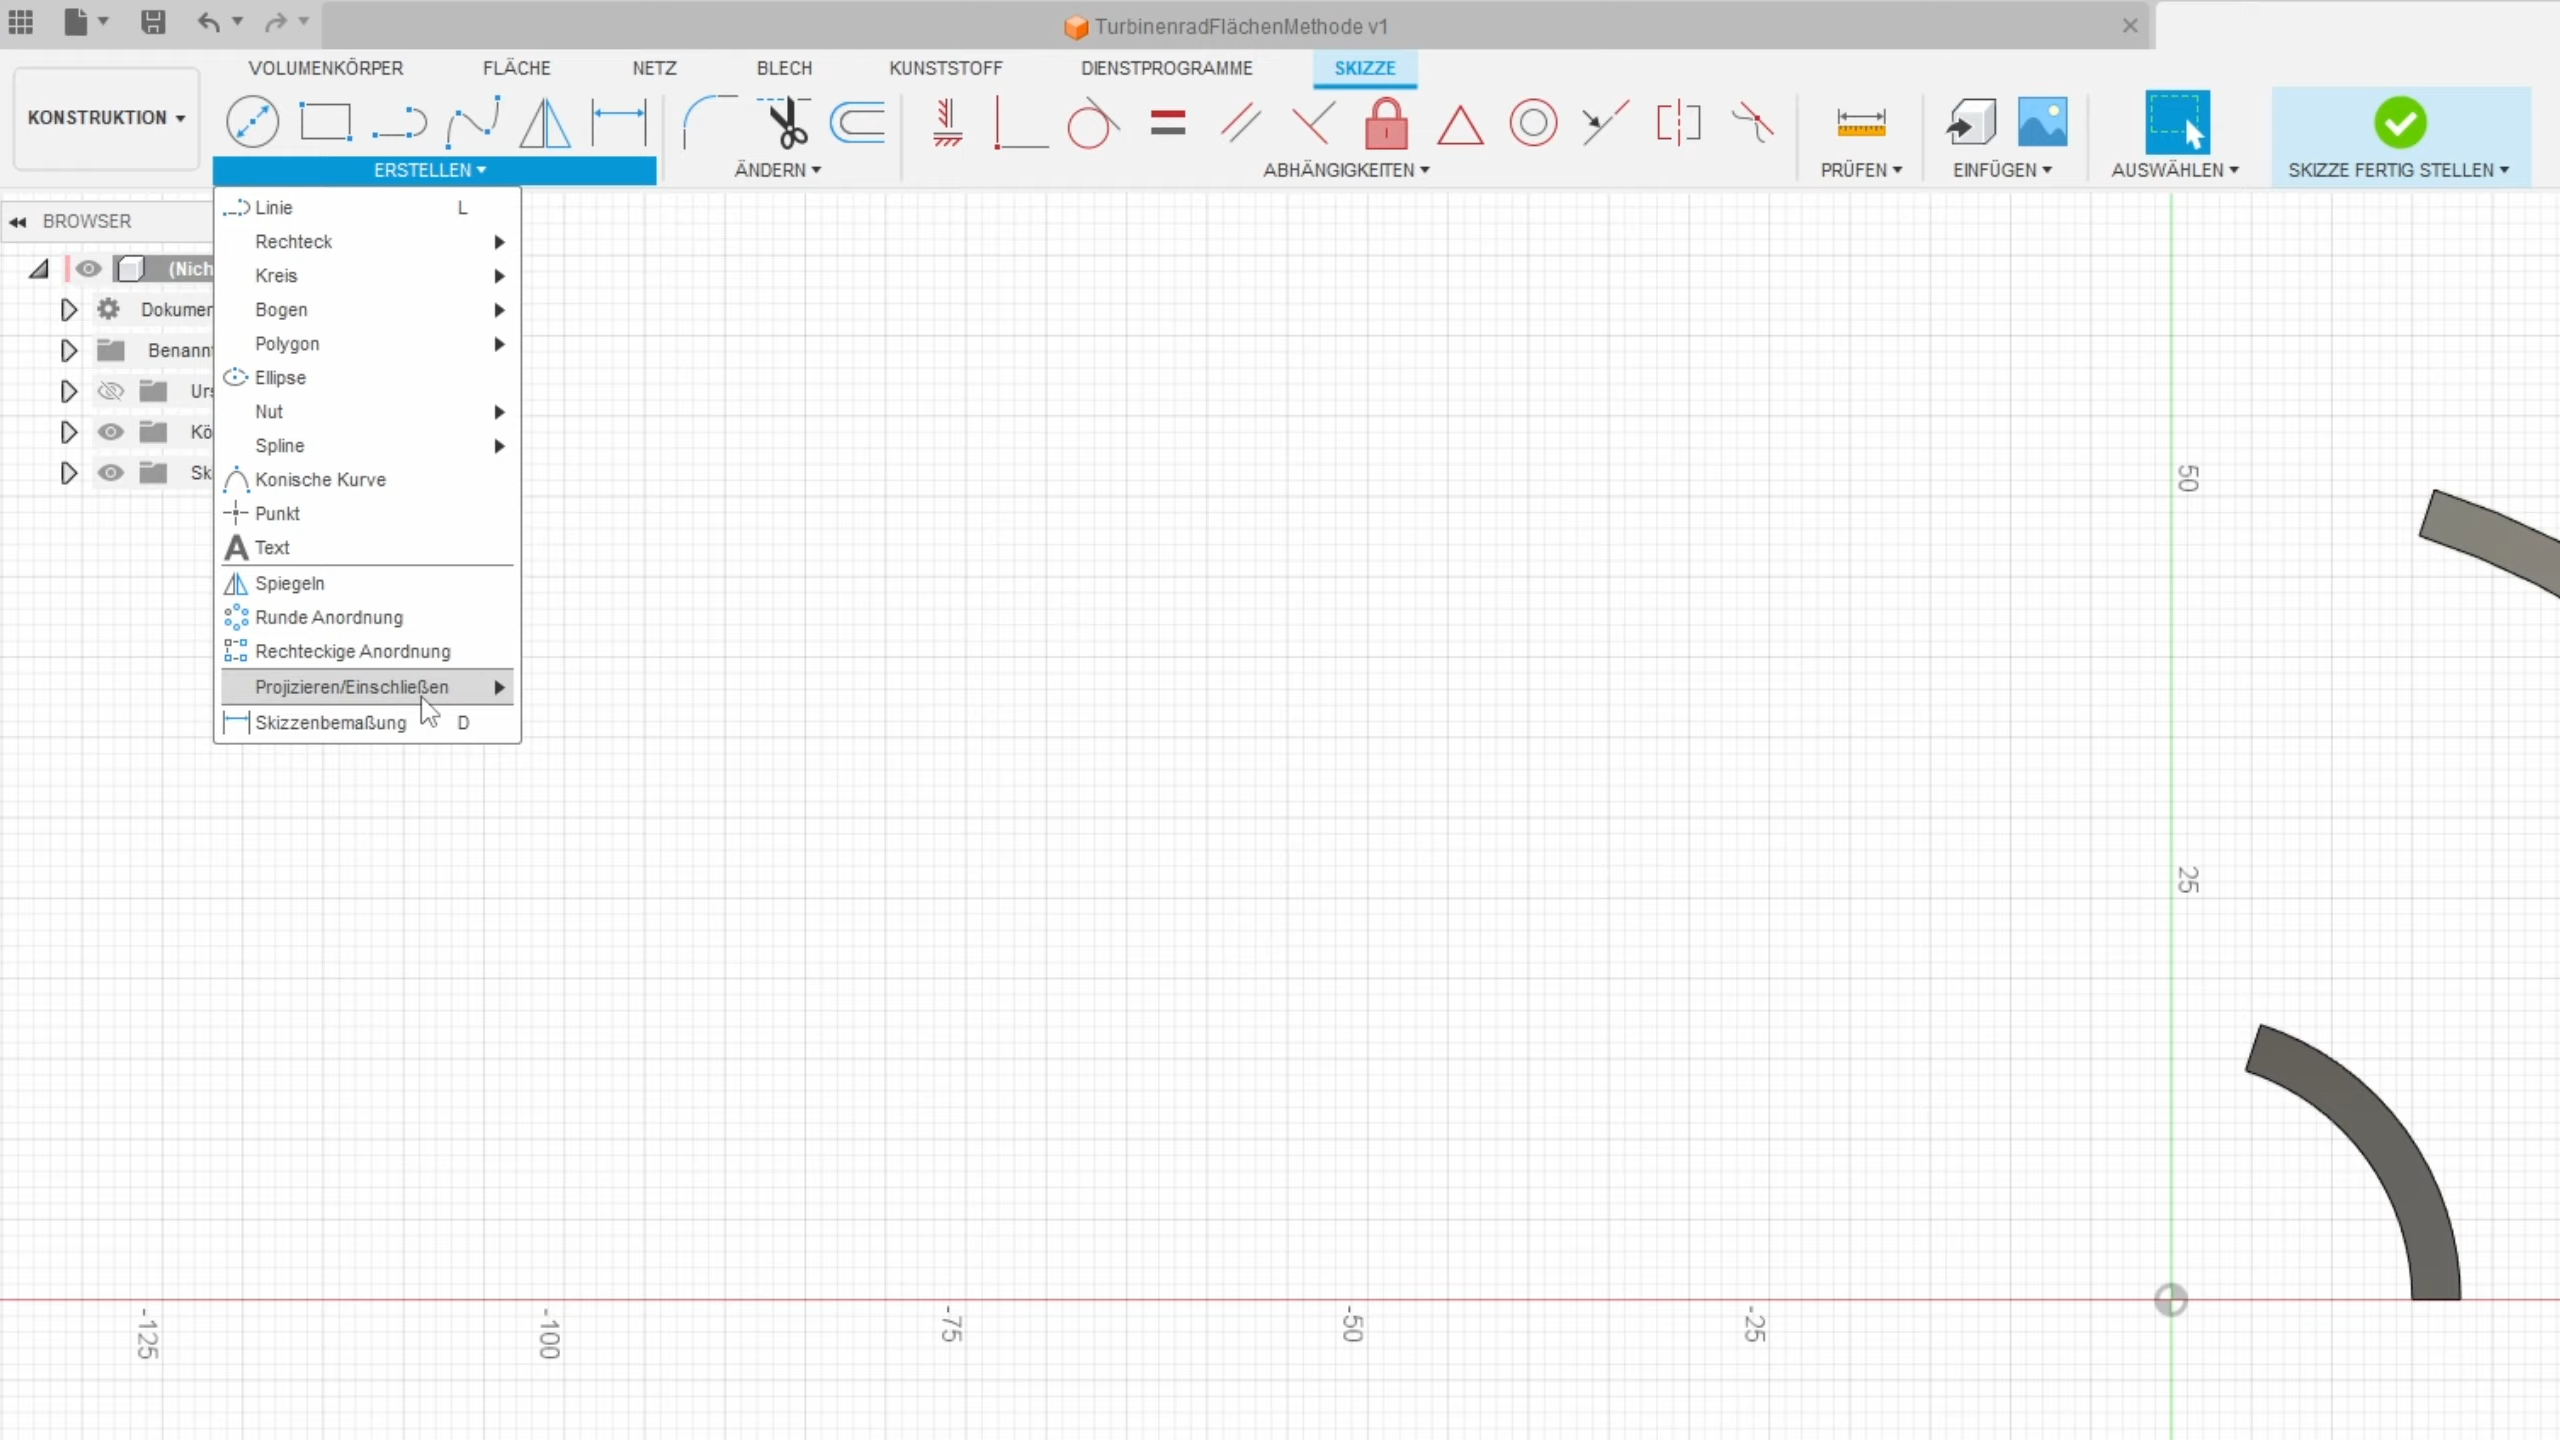 TurbinenradFlächenMethode v1
VOLUMENKÖRPER FLÄCHE NETZ BLECH KUNSTSTOFF DIENSTPROGRAMME SKIZZE
KONSTRUKTION
ERSTELLEN ÄNDERN ABHÄNGIGKEITEN PRÜFEN EINFÜGEN AUSWÄHLEN SKIZZE FERTIG STELLEN
BROWSER
(Nich
Dokumen
Benannt
Urs
Kö
Sk
Linie L
Rechteck
Kreis
Bogen
Polygon
Ellipse
Nut
Spline
Konische Kurve
Punkt
A Text
Spiegeln
Runde Anordnung
Rechteckige Anordnung
Projizieren/Einschließen
Skizzenbemaßung D
50
25
-125 -100 -75 -50 -25